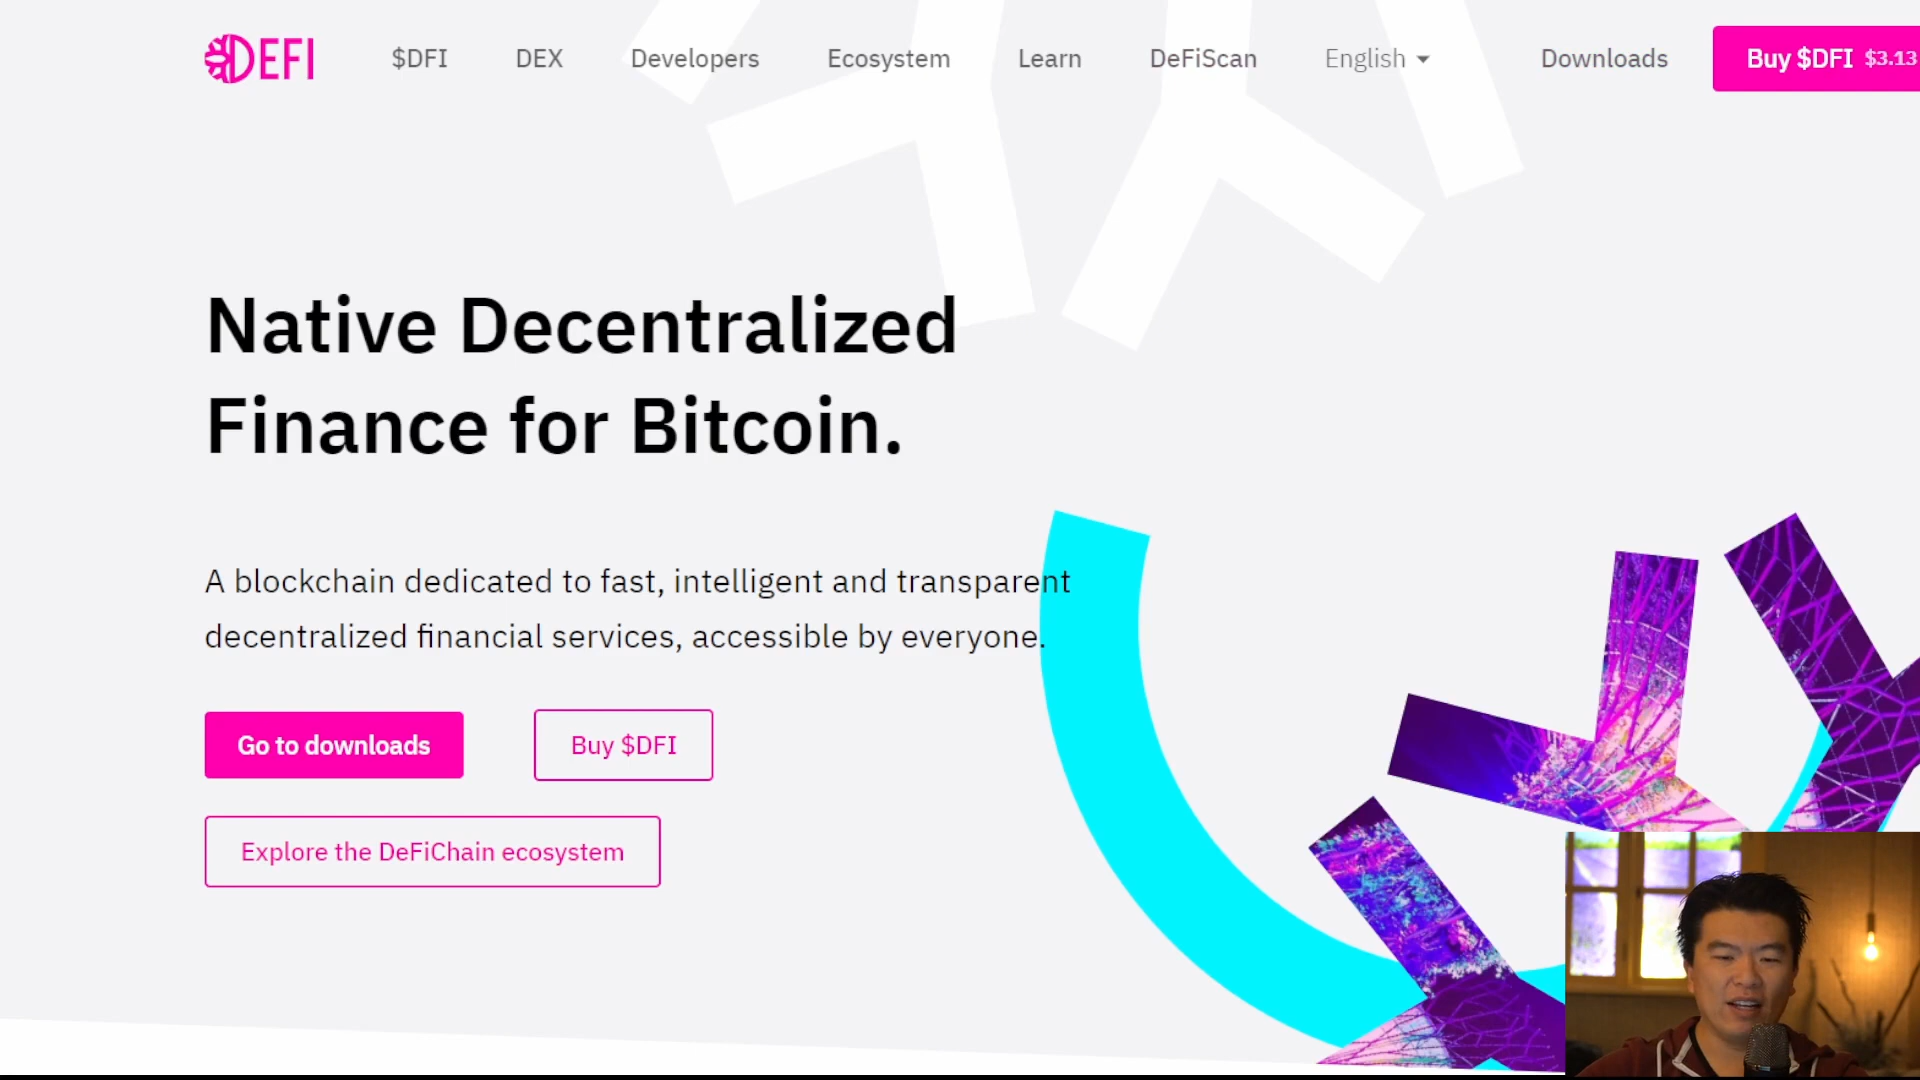 DEFI $DFI DEX Developers Ecosystem Learn DeFiScan English Downloads Buy $DFI $3.13
Native Decentralized
Finance for Bitcoin.
A blockchain dedicated to fast, intelligent and transparent
decentralized financial services, accessible by everyone.
Go to downloads Buy $DFI
Explore the DeFiChain ecosystem